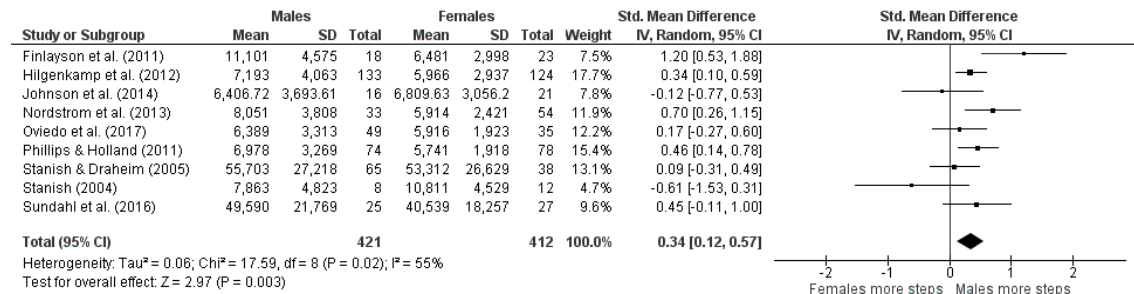 Males Females Std. Mean Difference Std. Mean Difference
Study or Subgroup Mean SD Total Mean SD Total Weight IV, Random, 95% CI IV, Random, 95% CI
Finlayson et al. (2011) 11,101 4,575 18 6,481 2,998 23 7.5% 1.20 [0.53, 1.88]
Hilgenkamp et al. (2012) 7,193 4,063 133 5,966 2,937 124 17.7% 0.34 [0.10, 0.59]
Johnson et al. (2014) 6,406.72 3,693.61 16 6,809.63 3,056.2 21 7.8% -0.12 [-0.77, 0.53]
Nordstrom et al. (2013) 8,051 3,808 33 5,914 2,421 54 11.9% 0.70 [0.26, 1.15]
Oviedo et al. (2017) 6,389 3,313 49 5,916 1,923 35 12.2% 0.17 [-0.27, 0.60]
Phillips & Holland (2011) 6,978 3,269 74 5,741 1,918 78 15.4% 0.46 [0.14, 0.78]
Stanish & Draheim (2005) 55,703 27,218 65 53,312 26,629 38 13.1% 0.09 [-0.31, 0.49]
Stanish (2004) 7,863 4,823 8 10,811 4,529 12 4.7% -0.61 [-1.53, 0.31]
Sundahl et al. (2016) 49,590 21,769 25 40,539 18,257 27 9.6% 0.45 [-0.11, 1.00]
Total (95% CI) 421 412 100.0% 0.34 [0.12, 0.57]
Heterogeneity: Tau² = 0.06; Chi² = 17.59, df = 8 (P = 0.02); I² = 55%
Test for overall effect: Z = 2.97 (P = 0.003)
-2 -1 0 1 2
Females more steps Males more steps